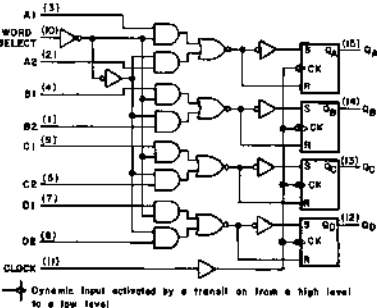 A1 (3)
WORD SELECT (10)
A2 (2)
B1 (4)
B2 (1)
C1 (9)
C2 (5)
D1 (7)
D2 (6)
CLOCK (11)
S QA (15) QA
CK
R
S QB (14) QB
CK
R
S QC (13) QC
CK
R
S QD (12) QD
CK
R
Dynamic input activated by a transition from a high level
to a low level